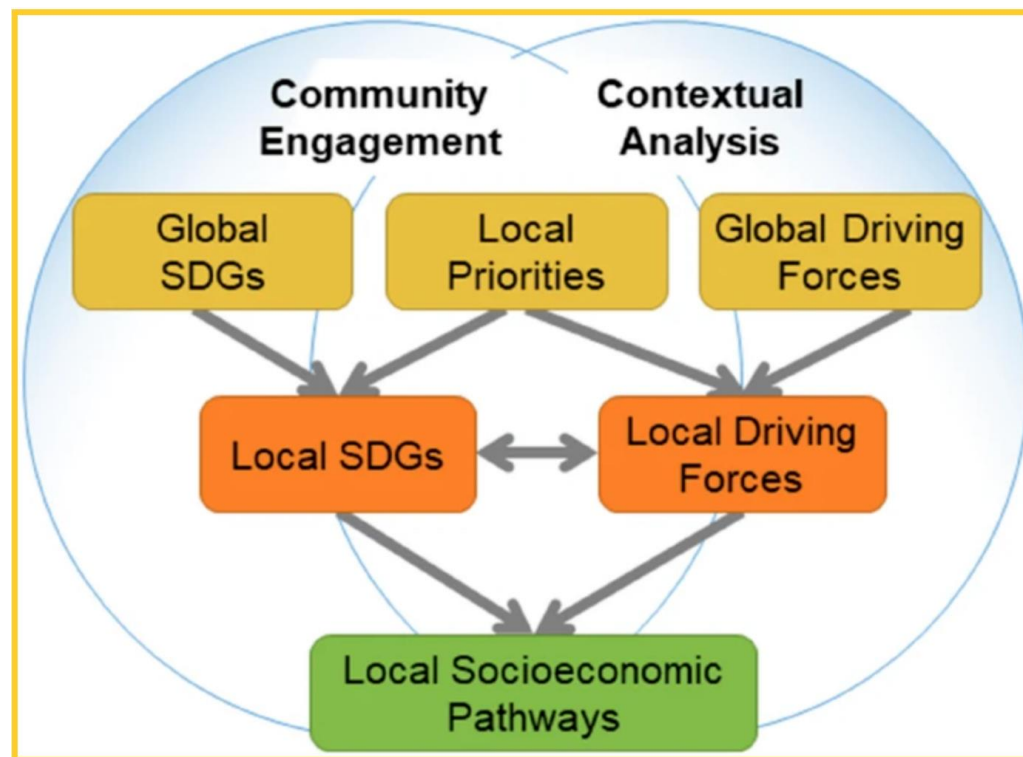 Community
Engagement
Contextual
Analysis
Global
SDGs
Local
Priorities
Global Driving
Forces
Local SDGs
Local Driving
Forces
Local Socioeconomic
Pathways